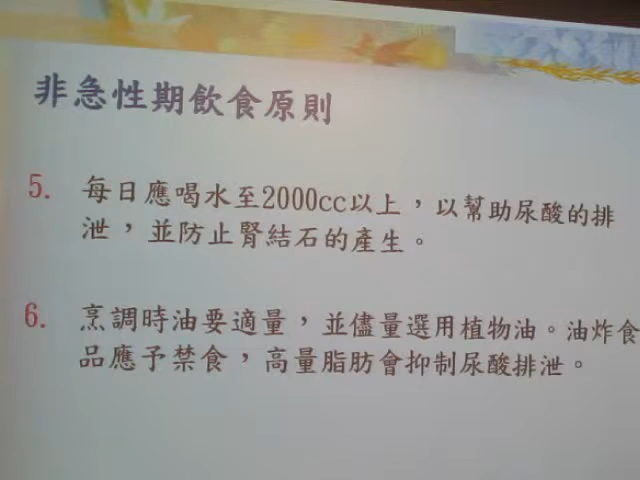 非急性期飲食原則
5. 每日應喝水至2000cc以上，以幫助尿酸的排
泄，並防止腎結石的產生。
6. 烹調時油要適量，並儘量選用植物油。油炸食
品應予禁食，高量脂肪會抑制尿酸排泄。